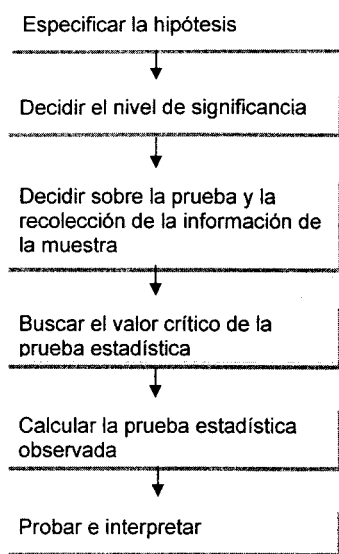 Especificar la hipótesis
Decidir el nivel de significancia
Decidir sobre la prueba y la
recolección de la información de
la muestra
Buscar el valor crítico de la
prueba estadística
Calcular la prueba estadística
observada
Probar e interpretar